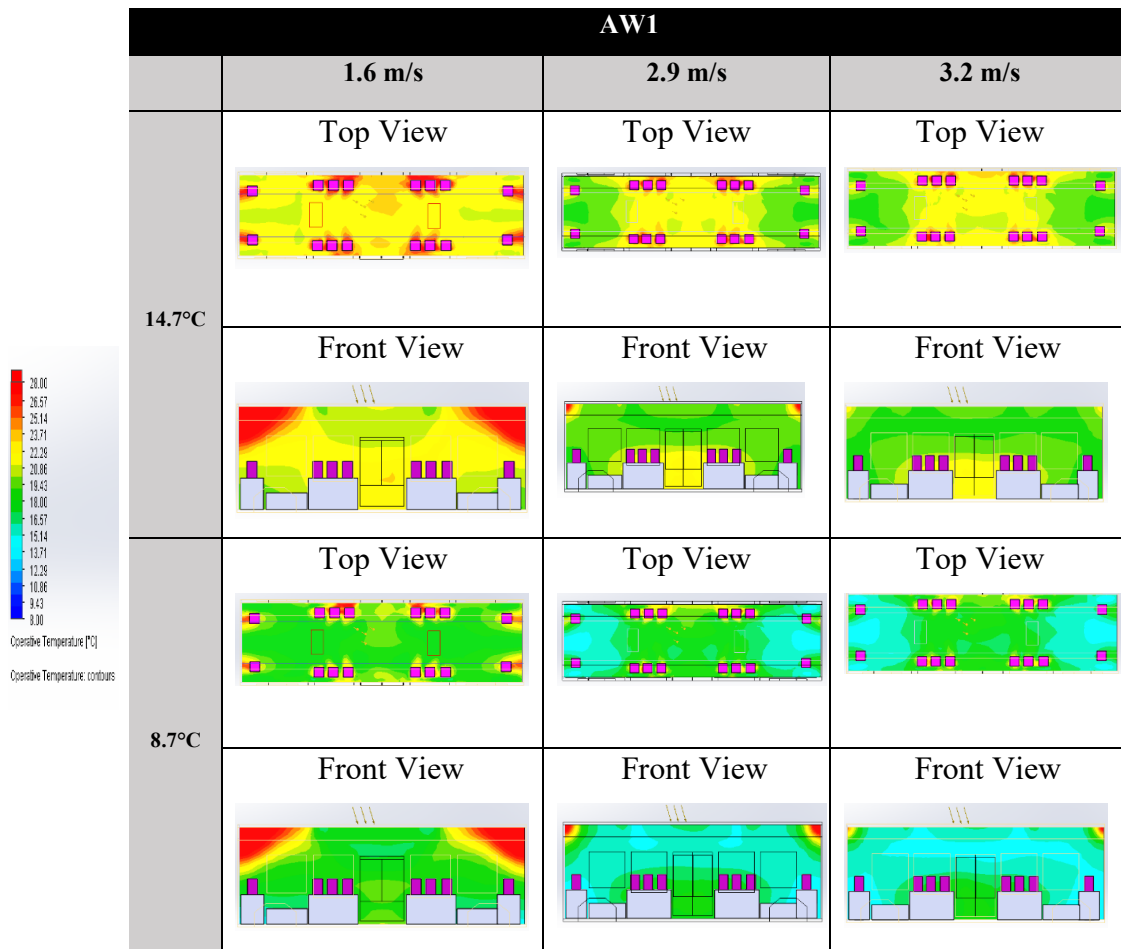 AW1
1.6 m/s
2.9 m/s
3.2 m/s
14.7°C
Top View
Top View
Top View
Front View
Front View
Front View
8.7°C
Top View
Top View
Top View
Front View
Front View
Front View
28.00
26.57
25.14
23.71
22.29
20.86
19.43
18.00
16.57
15.14
13.71
12.29
10.86
9.43
8.00
Operative Temperature [°C]
Operative Temperature: contours